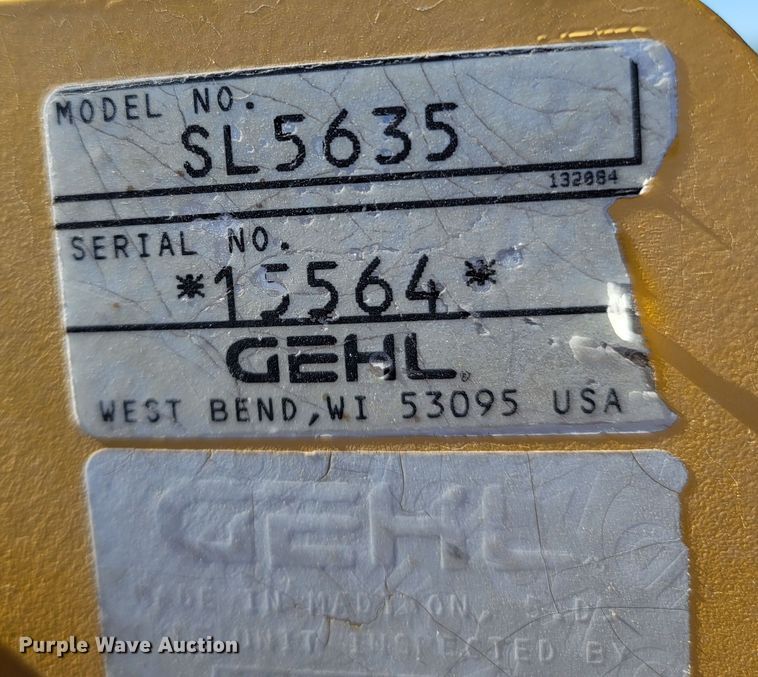 MODEL NO.
SL5635
132084
SERIAL NO.
*15564*
GEHL
WEST BEND, WI 53095 USA
GEHL
MADE IN MADISON, S.D.
UNIT INSPECTED BY
Purple Wave Auction